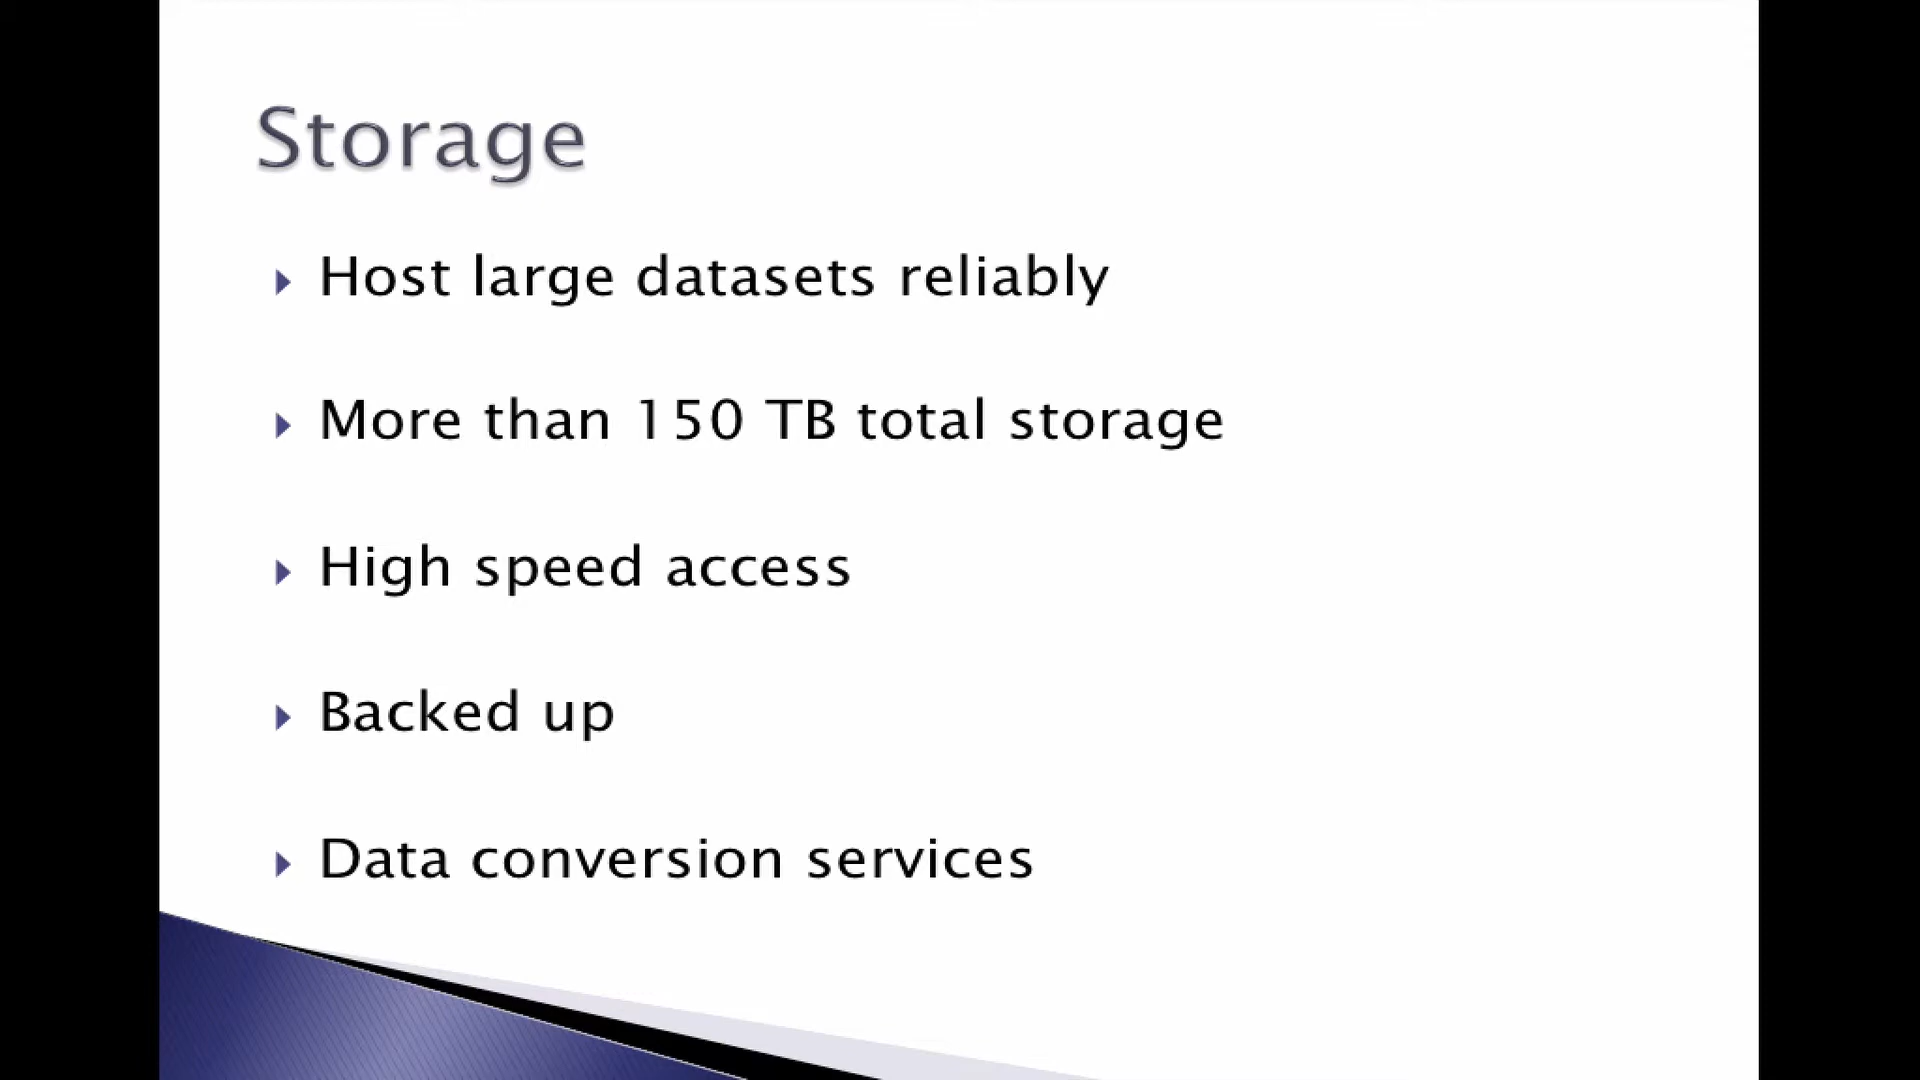 Storage
Host large datasets reliably
More than 150 TB total storage
High speed access
Backed up
Data conversion services